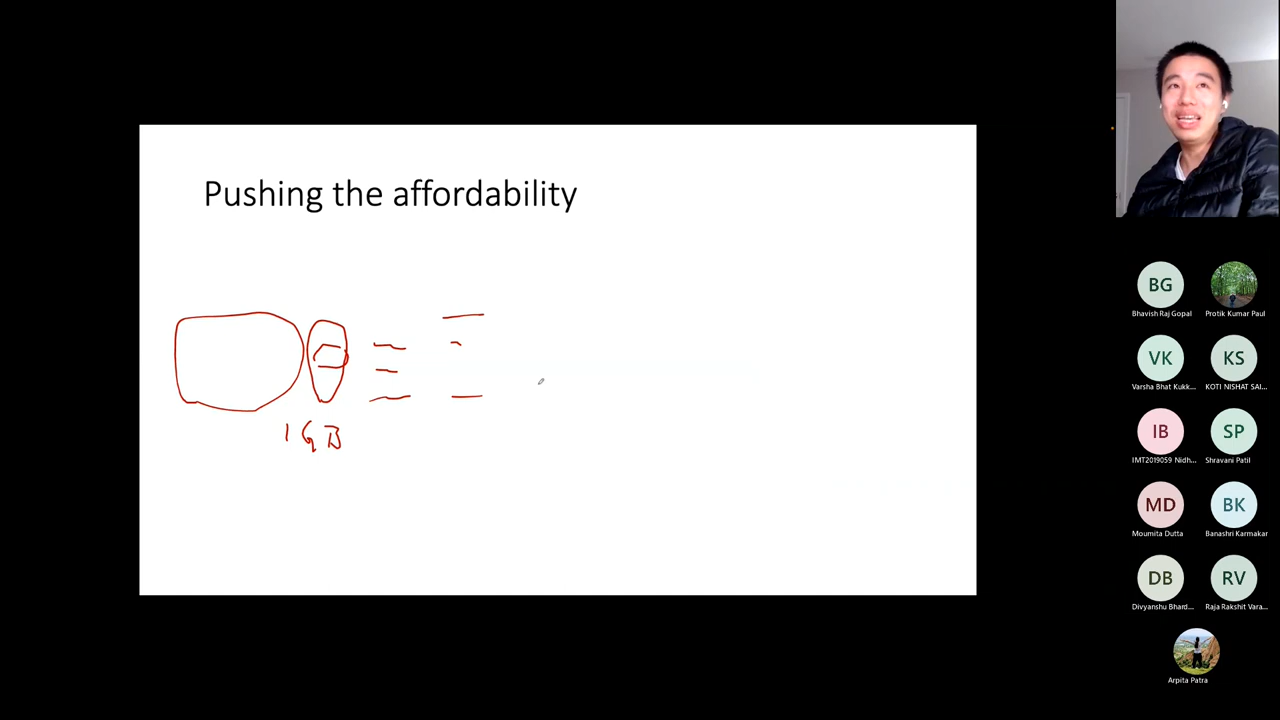 Pushing the affordability
1 GB
BG
Bhavish Raj Gopal
Protik Kumar Paul
VK
KS
Varsha Bhat Kukk...
KOTI NISHAT SAI...
IB
SP
IMT2019059 Nidh...
Shravani Patil
MD
BK
Moumita Dutta
Banashri Karmakar
DB
RV
Divyanshu Bhard...
Raja Rakshit Vara...
Arpita Patra